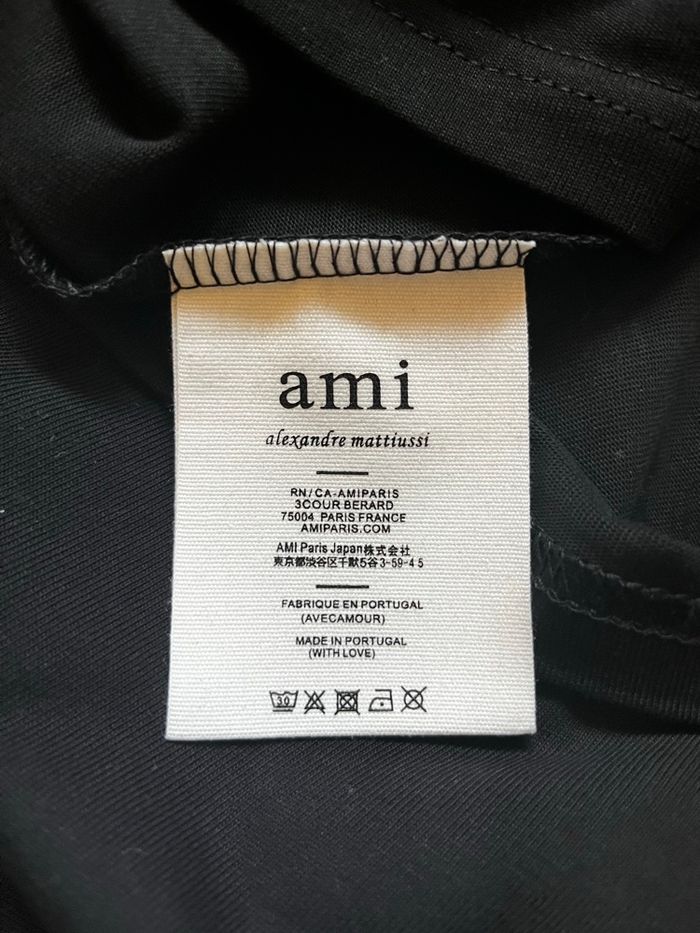 ami
alexandre mattiussi
RN/CA-AMIPARIS
3COUR BERARD
75004 PARIS FRANCE
AMIPARIS.COM
AMI Paris Japan株式会社
東京都渋谷区千駄5谷3-59-4 5
FABRIQUE EN PORTUGAL
(AVECAMOUR)
MADE IN PORTUGAL
(WITH LOVE)
30